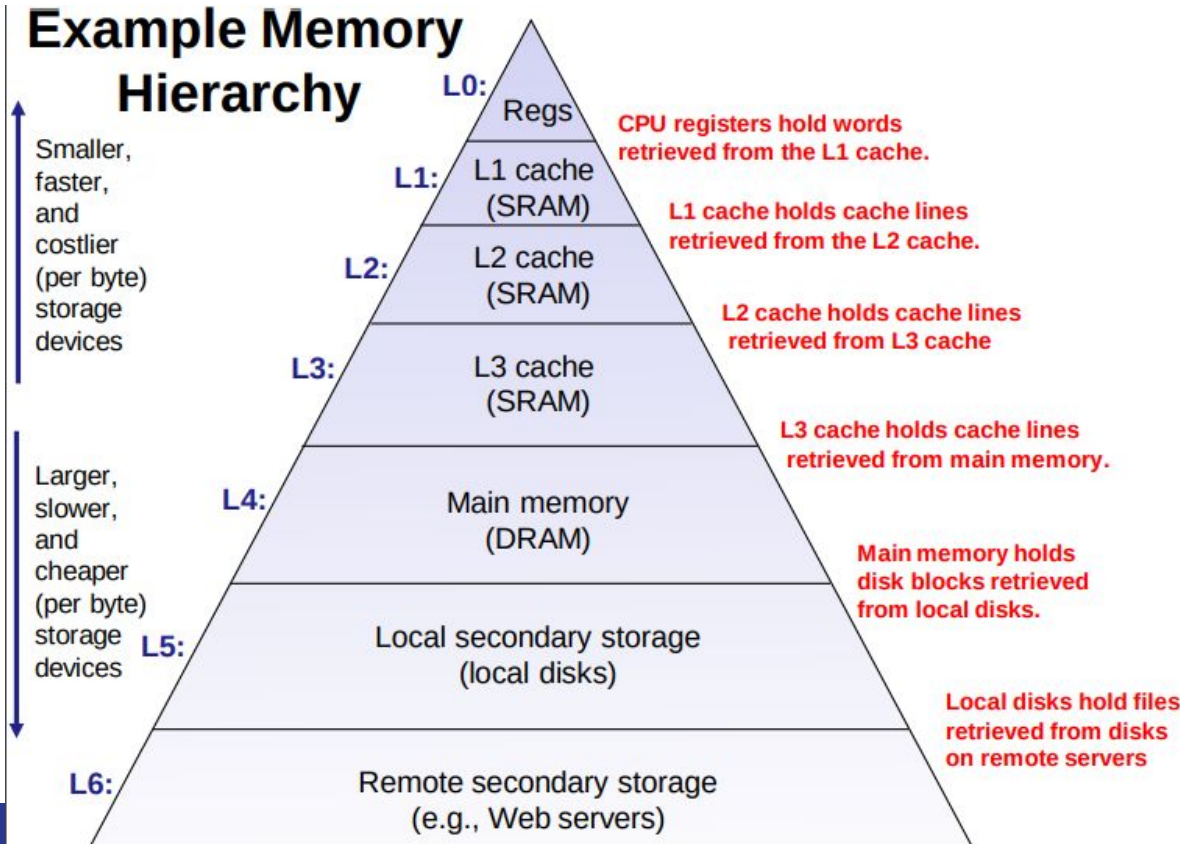 Example Memory
Hierarchy
Smaller,
faster,
and
costlier
(per byte)
storage
devices
Larger,
slower,
and
cheaper
(per byte)
storage
devices
L0:
Regs
CPU registers hold words
retrieved from the L1 cache.
L1:
L1 cache
(SRAM)
L1 cache holds cache lines
retrieved from the L2 cache.
L2:
L2 cache
(SRAM)
L2 cache holds cache lines
retrieved from L3 cache
L3:
L3 cache
(SRAM)
L3 cache holds cache lines
retrieved from main memory.
L4:
Main memory
(DRAM)
Main memory holds
disk blocks retrieved
from local disks.
L5:
Local secondary storage
(local disks)
Local disks hold files
retrieved from disks
on remote servers
L6:
Remote secondary storage
(e.g., Web servers)